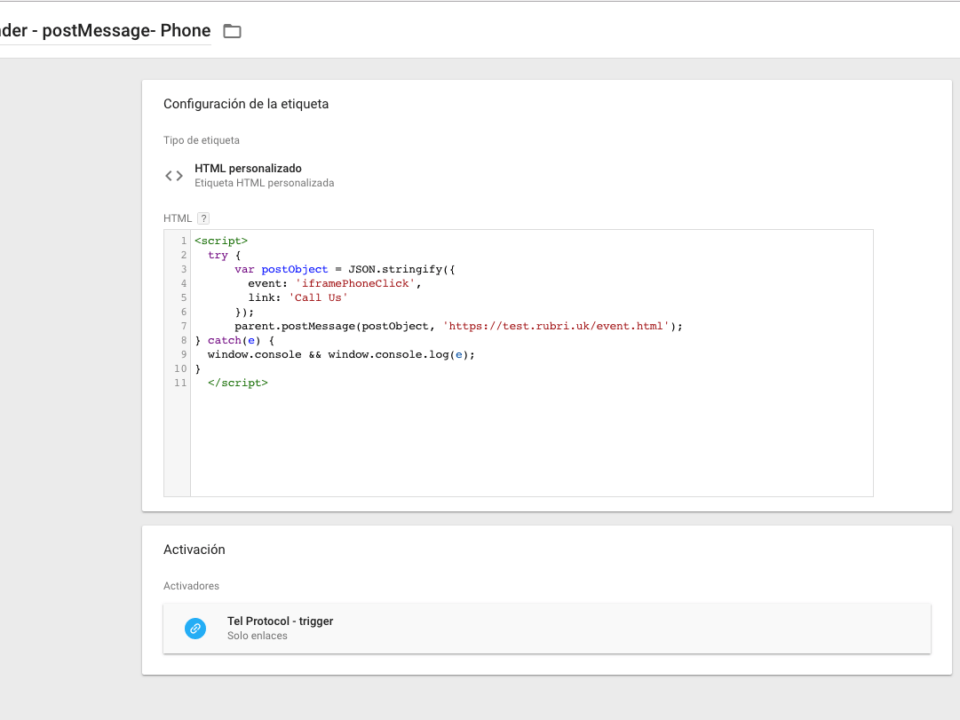 der - postMessage- Phone
Configuración de la etiqueta
Tipo de etiqueta
HTML personalizado
Etiqueta HTML personalizada
HTML ?
1 <script>
2 try {
3 var postObject = JSON.stringify({
4 event: 'iframePhoneClick',
5 link: 'Call Us'
6 });
7 parent.postMessage(postObject, 'https://test.rubri.uk/event.html');
8 } catch(e) {
9 window.console && window.console.log(e);
10 }
11 </script>
Activación
Activadores
Tel Protocol - trigger
Solo enlaces